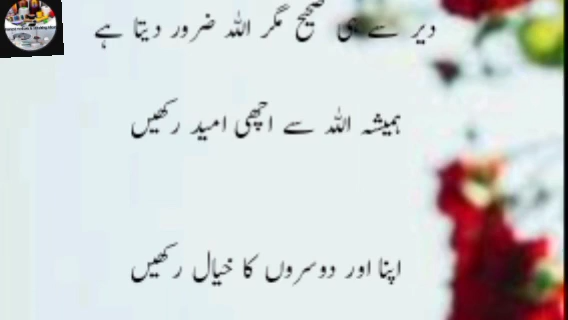 دیر سے ہی صحیح مگر اللہ ضرور دیتا ہے
ہمیشہ اللہ سے اچھی امید رکھیں
اپنا اور دوسروں کا خیال رکھیں